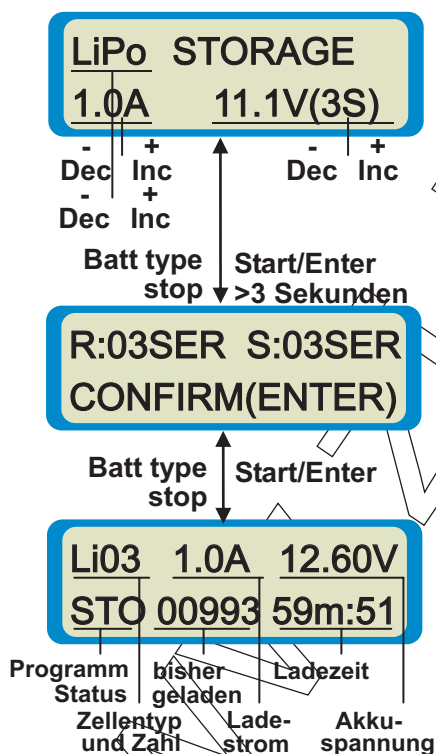 LiPo STORAGE
1.0A 11.1V(3S)
- + - +
Dec Inc Dec Inc
- +
Dec Inc
Batt type Start/Enter
stop >3 Sekunden
R:03SER S:03SER
CONFIRM(ENTER)
Batt type Start/Enter
stop
Li03 1.0A 12.60V
STO 00993 59m:51
Programm bisher Ladezeit
Status geladen
Zellentyp Lade- Akku-
und Zahl strom spannung